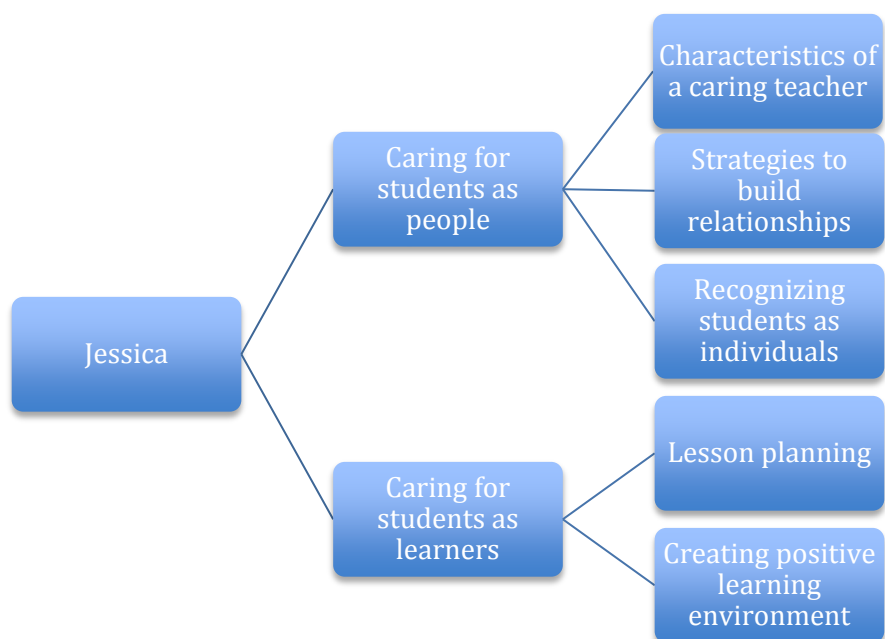 Characteristics of
a caring teacher
Caring for
students as
people
Strategies to
build
relationships
Recognizing
students as
individuals
Jessica
Lesson planning
Caring for
students as
learners
Creating positive
learning
environment